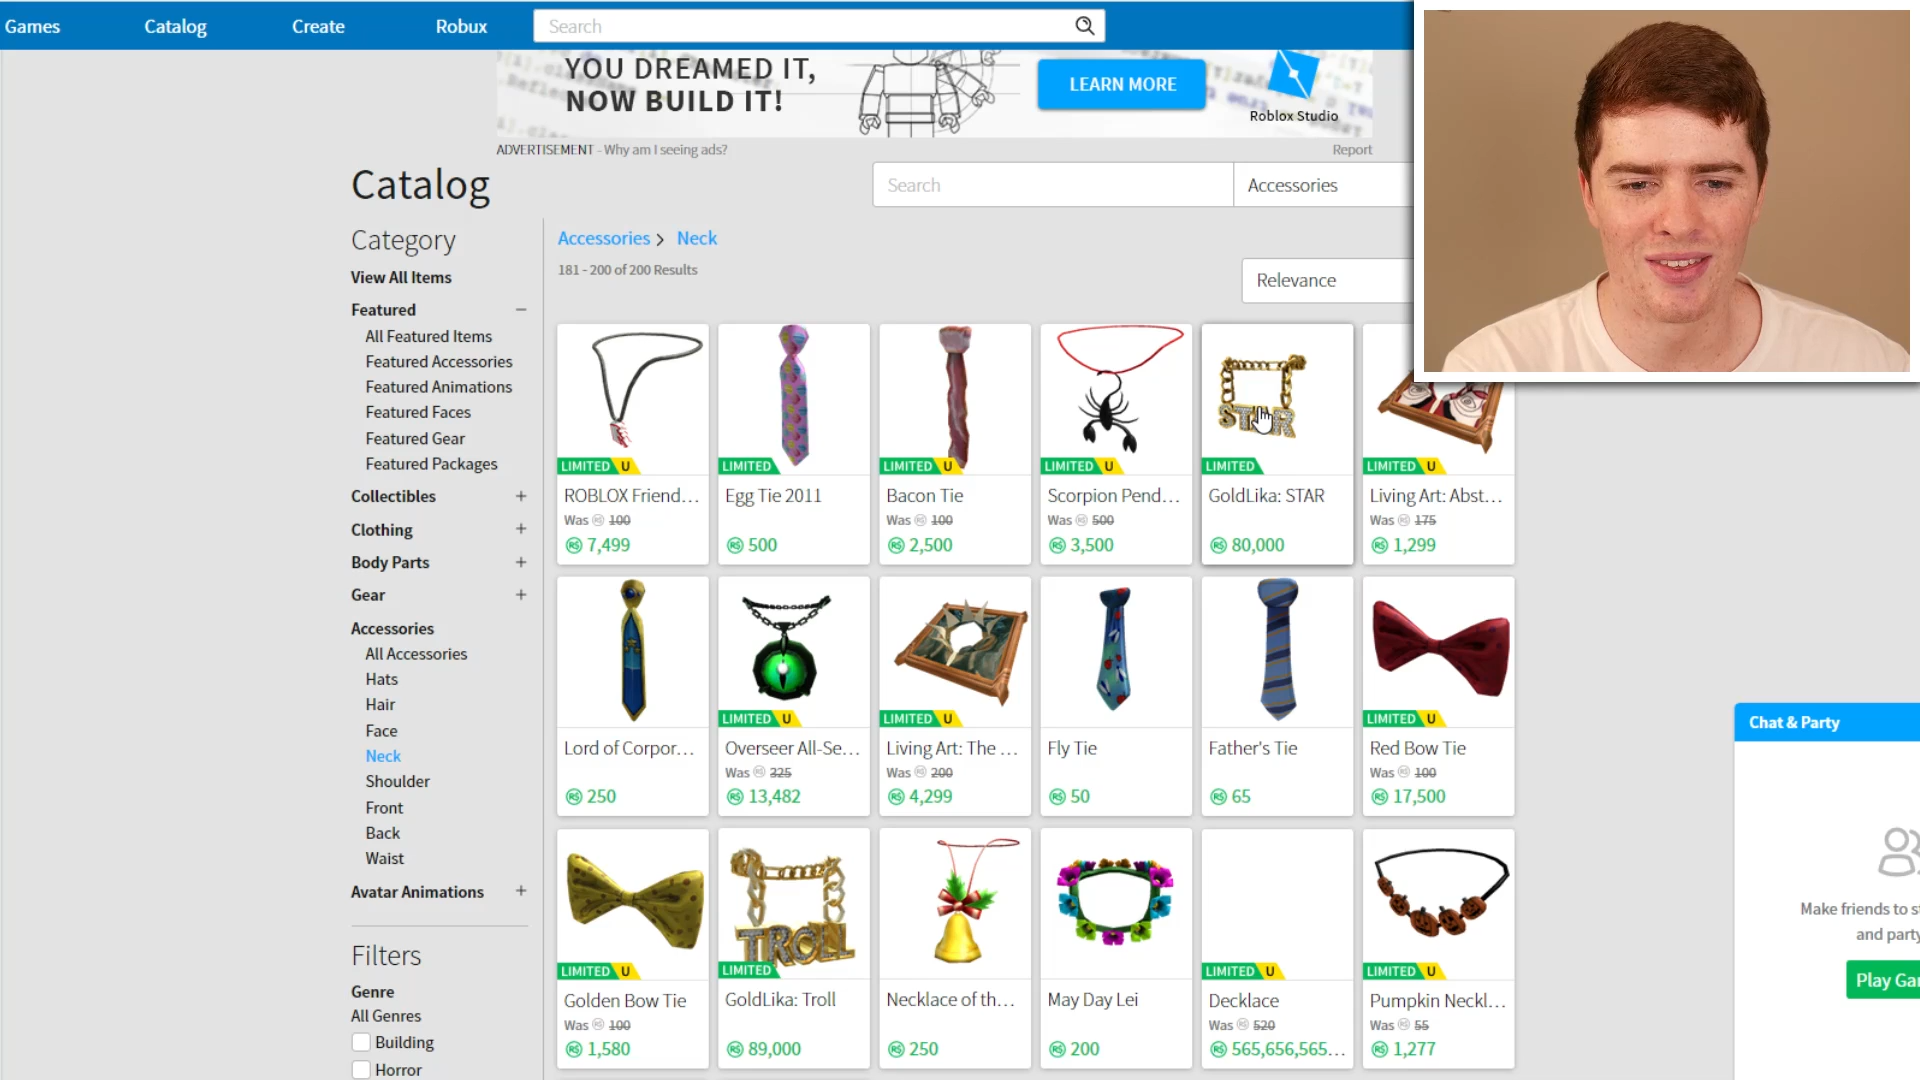 Games
Catalog
Create
Robux
Search
YOU DREAMED IT,
NOW BUILD IT!
LEARN MORE
Roblox Studio
ADVERTISEMENT - Why am I seeing ads?
Report
Catalog
Search
Accessories
Category
View All Items
Featured
All Featured Items
Featured Accessories
Featured Animations
Featured Faces
Featured Gear
Featured Packages
Collectibles
Clothing
Body Parts
Gear
Accessories
All Accessories
Hats
Hair
Face
Neck
Shoulder
Front
Back
Waist
Avatar Animations
Filters
Genre
All Genres
Building
Horror
Accessories > Neck
181 - 200 of 200 Results
Relevance
LIMITED U
ROBLOX Friend...
Was R$ 100
R$ 7,499
LIMITED
Egg Tie 2011
R$ 500
LIMITED U
Bacon Tie
Was R$ 100
R$ 2,500
LIMITED U
Scorpion Pend...
Was R$ 500
R$ 3,500
STAR
LIMITED
GoldLika: STAR
R$ 80,000
LIMITED U
Living Art: Abst...
Was R$ 175
R$ 1,299
Lord of Corpor...
R$ 250
LIMITED U
Overseer All-Se...
Was R$ 325
R$ 13,482
LIMITED U
Living Art: The ...
Was R$ 200
R$ 4,299
Fly Tie
R$ 50
Father's Tie
R$ 65
LIMITED U
Red Bow Tie
Was R$ 100
R$ 17,500
LIMITED U
Golden Bow Tie
Was R$ 100
R$ 1,580
TROLL
LIMITED
GoldLika: Troll
R$ 89,000
Necklace of th...
R$ 250
May Day Lei
R$ 200
LIMITED U
Decklace
Was R$ 520
R$ 565,656,565...
LIMITED U
Pumpkin Neckl...
Was R$ 55
R$ 1,277
Chat & Party
Make friends to s
and party
Play Ga